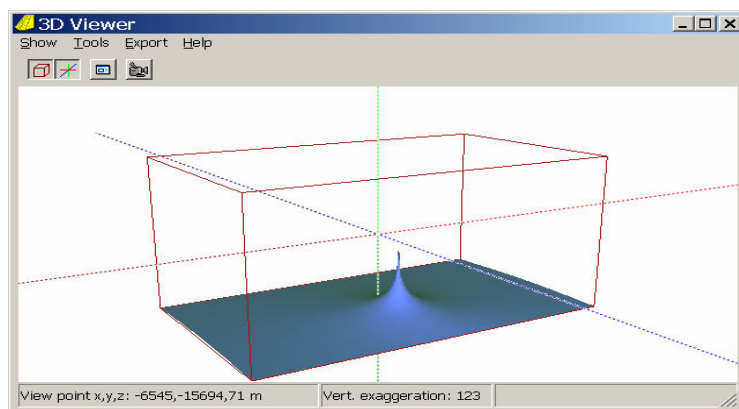 3D Viewer
Show Tools Export Help
View point x,y,z: -6545,-15694,71 m Vert. exaggeration: 123